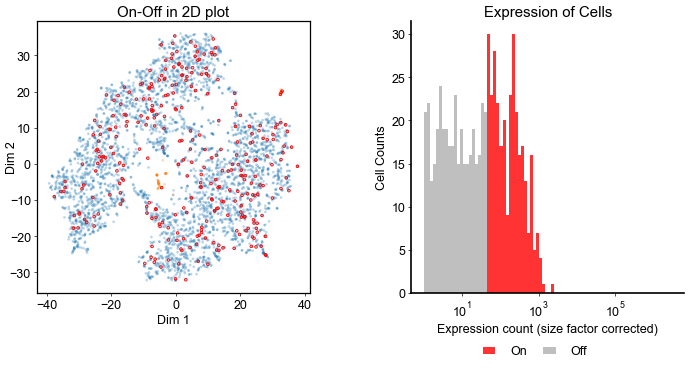 On-Off in 2D plot
Dim 2
30
20
10
0
−10
−20
−30
−40 −20 0 20 40
Dim 1
Expression of Cells
Cell Counts
30
25
20
15
10
5
0
10^1 10^3 10^5
Expression count (size factor corrected)
On Off